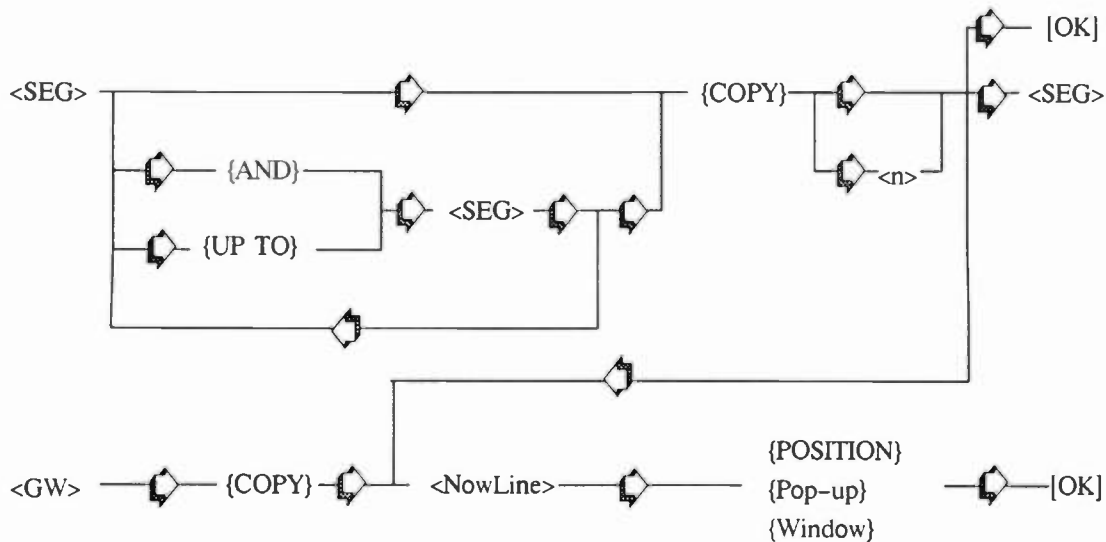 [OK]
<SEG> {COPY} <SEG>
{AND} <n>
<SEG>
{UP TO}
{POSITION}
<GW> {COPY} <NowLine> {Pop-up} [OK]
{Window}